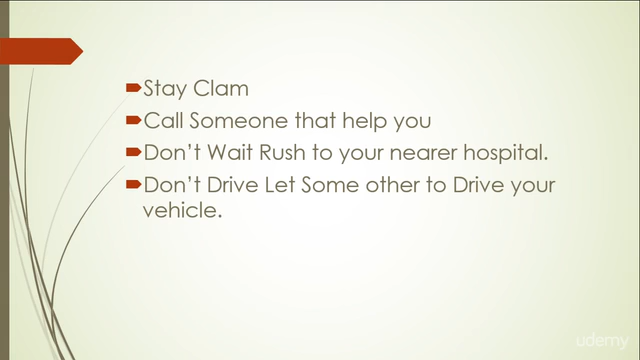 Stay Clam
Call Someone that help you
Don’t Wait Rush to your nearer hospital.
Don’t Drive Let Some other to Drive your
vehicle.
udemy